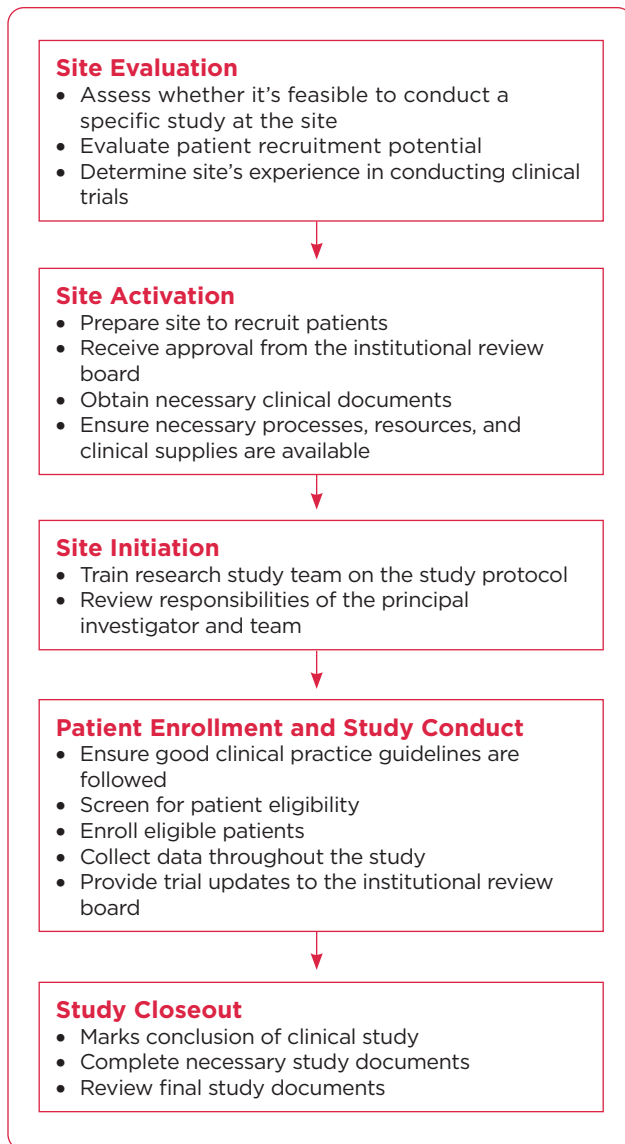 Site Evaluation
• Assess whether it's feasible to conduct a
specific study at the site
• Evaluate patient recruitment potential
• Determine site's experience in conducting clinical
trials
Site Activation
• Prepare site to recruit patients
• Receive approval from the institutional review
board
• Obtain necessary clinical documents
• Ensure necessary processes, resources, and
clinical supplies are available
Site Initiation
• Train research study team on the study protocol
• Review responsibilities of the principal
investigator and team
Patient Enrollment and Study Conduct
• Ensure good clinical practice guidelines are
followed
• Screen for patient eligibility
• Enroll eligible patients
• Collect data throughout the study
• Provide trial updates to the institutional review
board
Study Closeout
• Marks conclusion of clinical study
• Complete necessary study documents
• Review final study documents